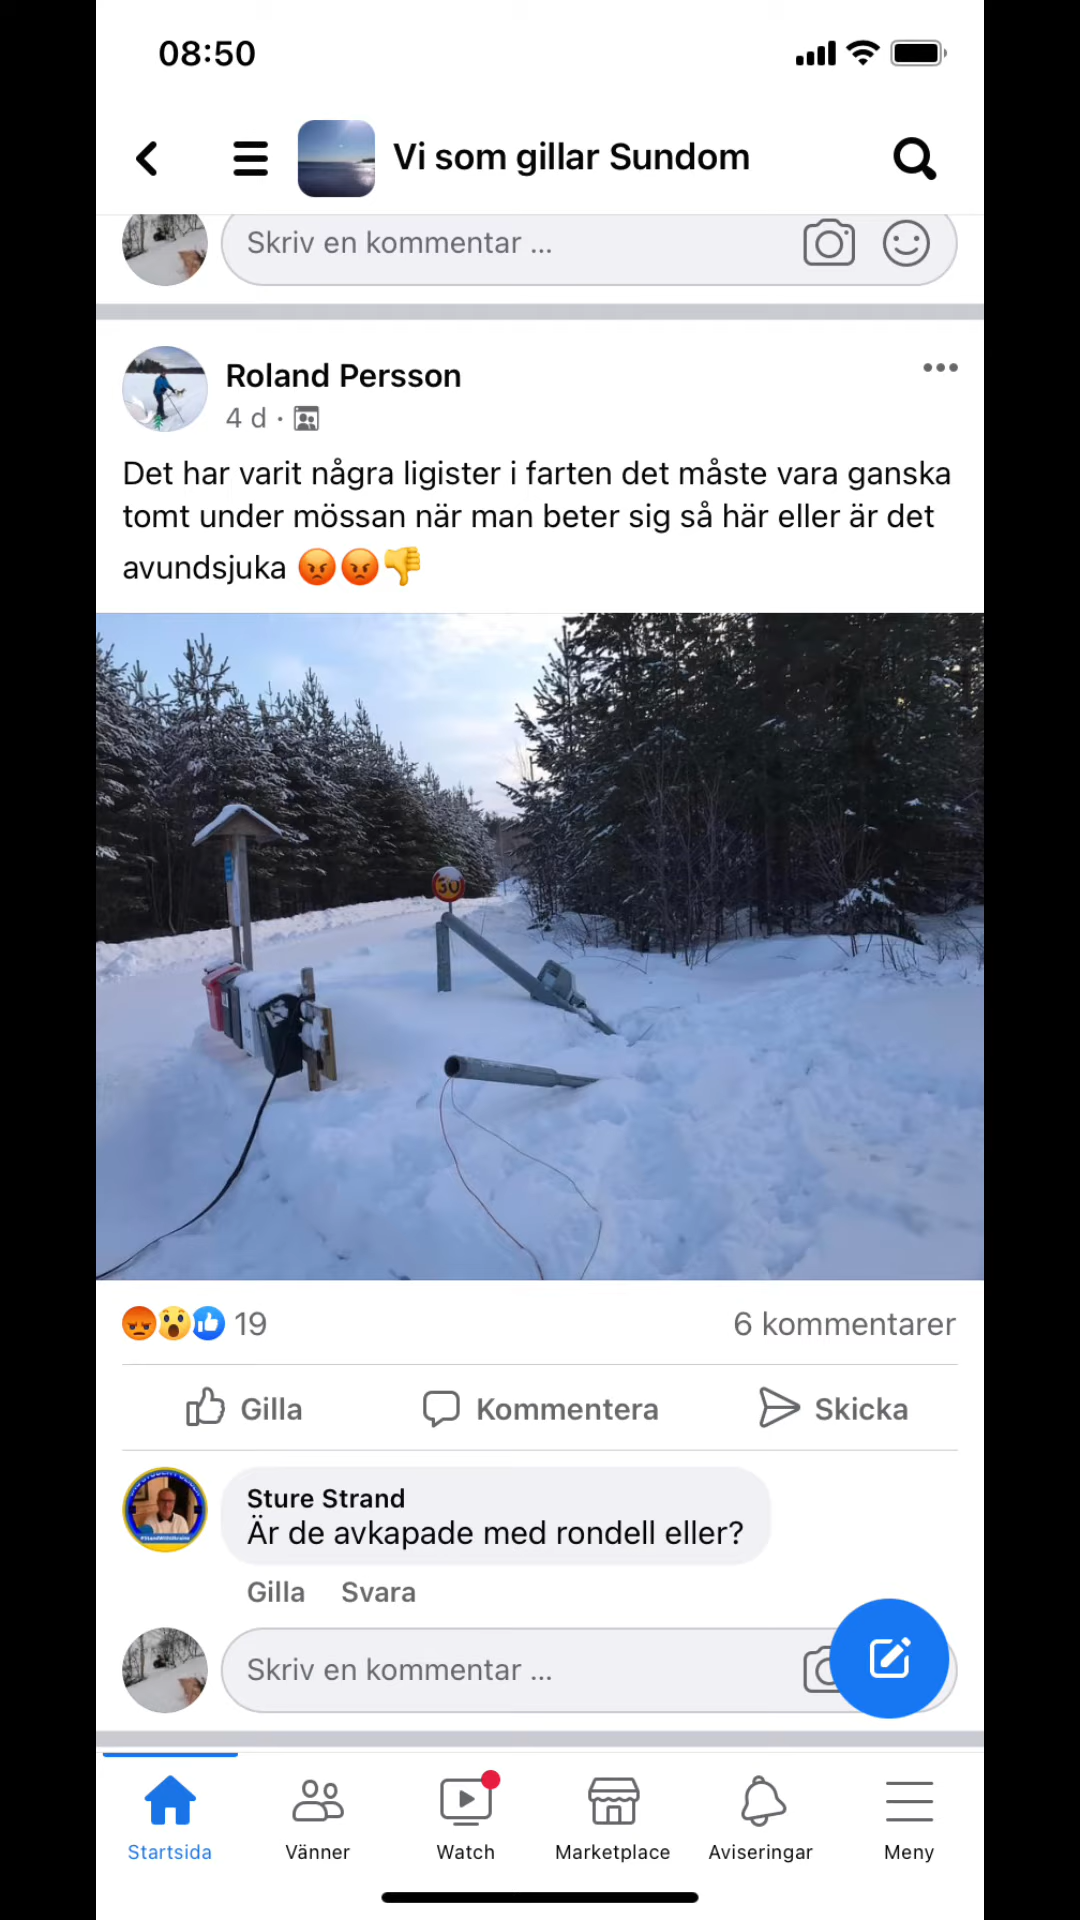 08:50
Vi som gillar Sundom
Skriv en kommentar ...
Roland Persson
4 d ·
Det har varit några ligister i farten det måste vara ganska
tomt under mössan när man beter sig så här eller är det
avundsjuka 😡😡👎
30
19
6 kommentarer
Gilla
Kommentera
Skicka
Sture Strand
Är de avkapade med rondell eller?
Gilla
Svara
Skriv en kommentar ...
Startsida
Vänner
Watch
Marketplace
Aviseringar
Meny